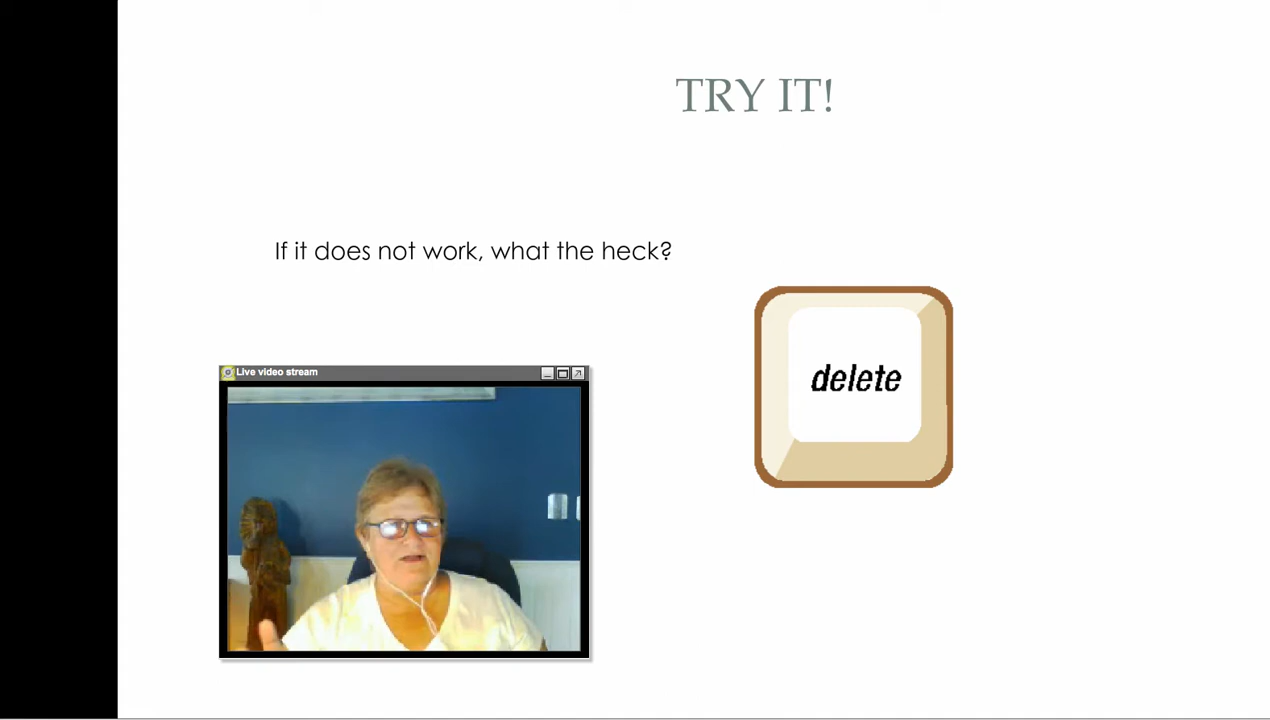 TRY IT!
If it does not work, what the heck?
delete
Live video stream